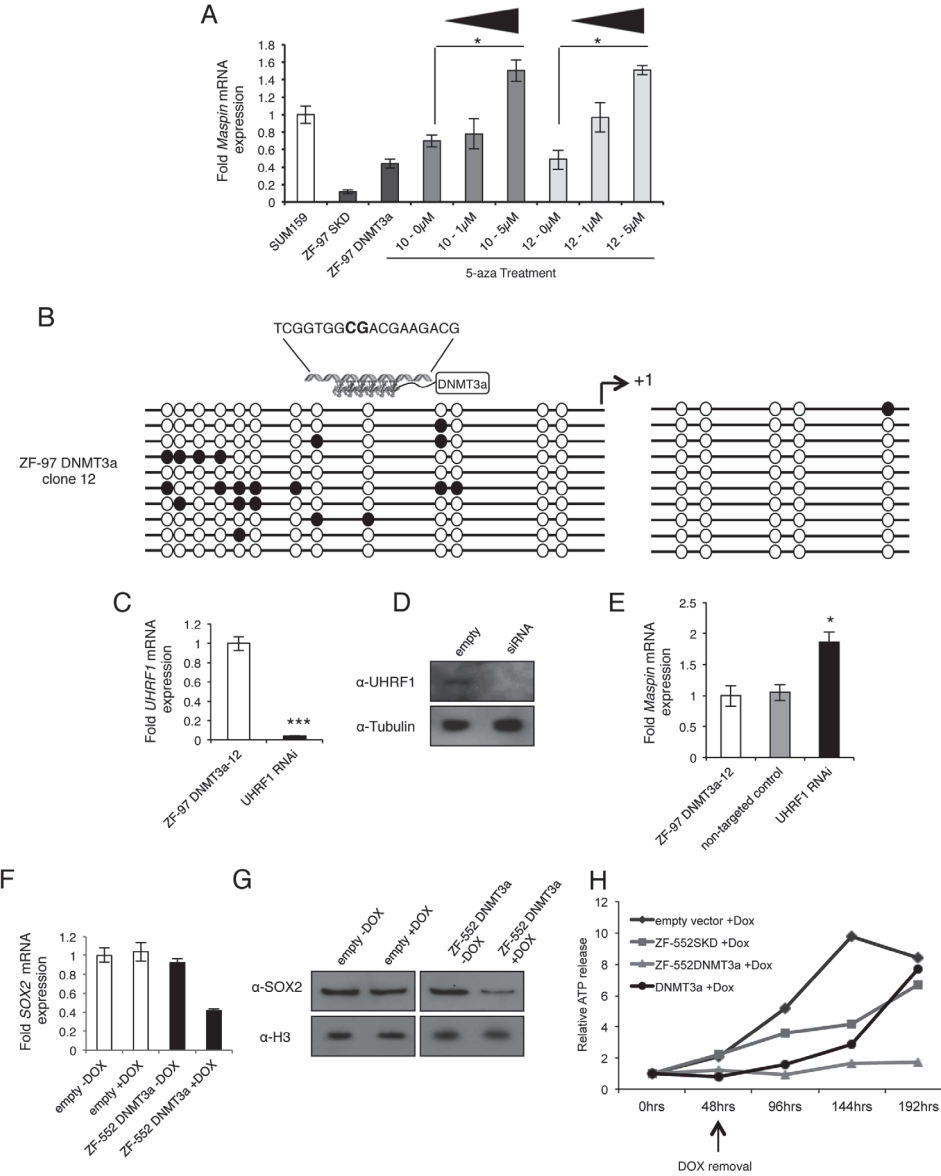 A
Fold Maspin mRNA
expression
1.8
1.6
1.4
1.2
1
0.8
0.6
0.4
0.2
0
*
*
SUM159
ZF-97 SKD
ZF-97 DNMT3a
10 - 0µM
10 - 1µM
10 - 5µM
12 - 0µM
12 - 1µM
12 - 5µM
5-aza Treatment
B
TCGGTGGCGACGAAGACG
DNMT3a
+1
ZF-97 DNMT3a
clone 12
C
Fold UHRF1 mRNA
expression
1.2
1
0.8
0.6
0.4
0.2
0
***
ZF-97 DNMT3a-12
UHRF1 RNAi
D
empty
siRNA
α-UHRF1
α-Tubulin
E
Fold Maspin mRNA
expression
2.5
2
1.5
1
0.5
0
*
ZF-97 DNMT3a-12
non-targeted control
UHRF1 RNAi
F
Fold SOX2 mRNA
expression
1.2
1
0.8
0.6
0.4
0.2
0
empty -DOX
empty +DOX
ZF-552 DNMT3a -DOX
ZF-552 DNMT3a +DOX
G
empty -DOX
empty +DOX
ZF-552 DNMT3a
-DOX
ZF-552 DNMT3a
+DOX
α-SOX2
α-H3
H
Relative ATP release
12
10
8
6
4
2
0
empty vector +Dox
ZF-552SKD +Dox
ZF-552DNMT3a +Dox
DNMT3a +Dox
0hrs
48hrs
96hrs
144hrs
192hrs
DOX removal